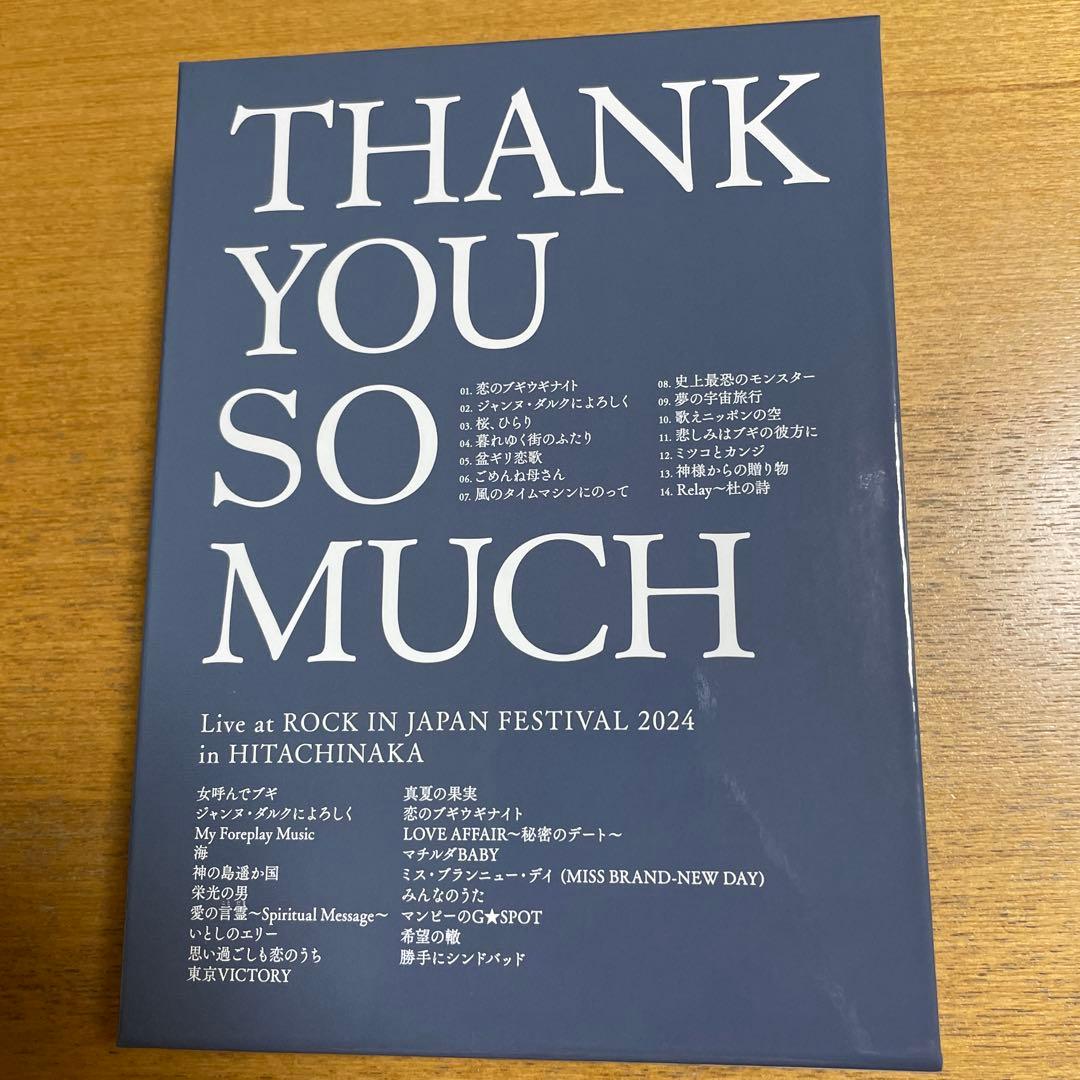 THANK
YOU
SO
MUCH
01. 恋のブギウギナイト
02. ジャンヌ・ダルクによろしく
03. 桜、ひらり
04. 暮れゆく街のふたり
05. 盆ギリ恋歌
06. ごめんね母さん
07. 風のタイムマシンにのって
08. 史上最恐のモンスター
09. 夢の宇宙旅行
10. 歌えニッポンの空
11. 悲しみはブギの彼方に
12. ミツコとカンジ
13. 神様からの贈り物
14. Relay〜杜の詩
Live at ROCK IN JAPAN FESTIVAL 2024
in HITACHINAKA
女呼んでブギ
ジャンヌ・ダルクによろしく
My Foreplay Music
海
神の島遥か国
栄光の男
愛の言霊〜Spiritual Message〜
いとしのエリー
思い過ごしも恋のうち
東京VICTORY
真夏の果実
恋のブギウギナイト
LOVE AFFAIR〜秘密のデート〜
マチルダBABY
ミス・ブランニュー・デイ (MISS BRAND-NEW DAY)
みんなのうた
マンピーのG★SPOT
希望の轍
勝手にシンドバッド